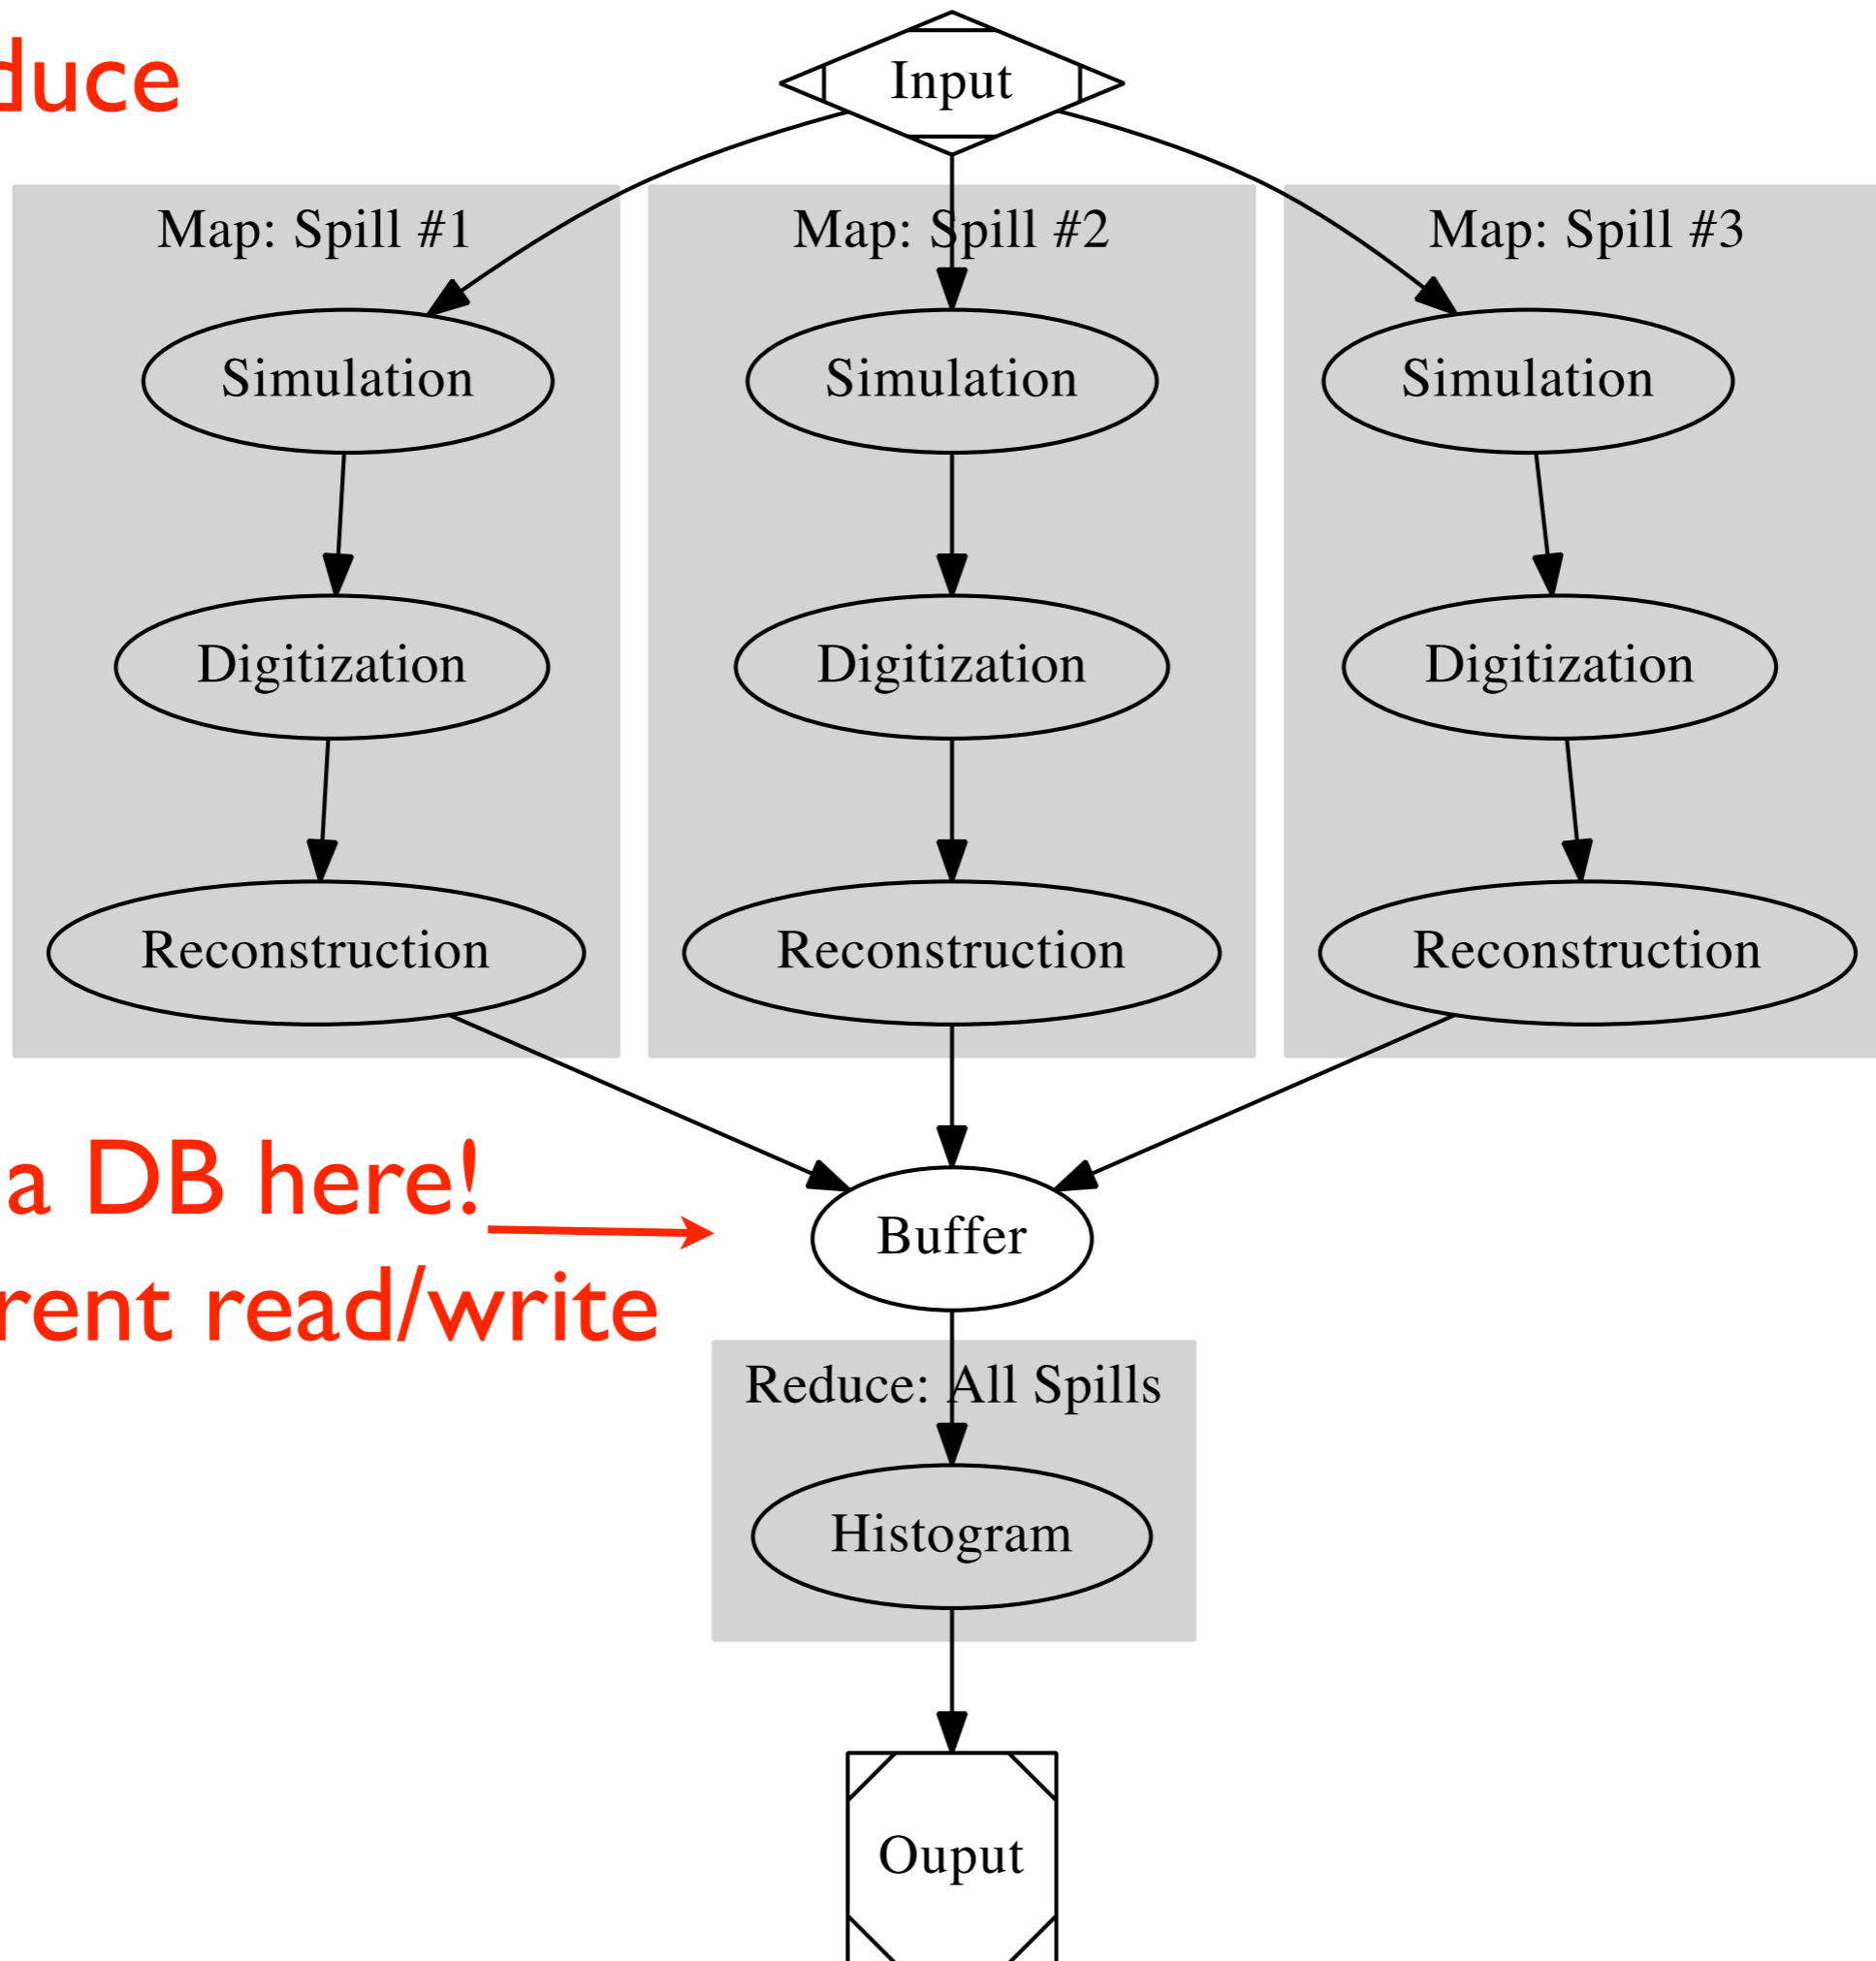 duce
Input
Map: Spill #1 Map: Spill #2 Map: Spill #3
Simulation Simulation Simulation
Digitization Digitization Digitization
Reconstruction Reconstruction Reconstruction
a DB here!
Buffer
rent read/write
Reduce: All Spills
Histogram
Ouput